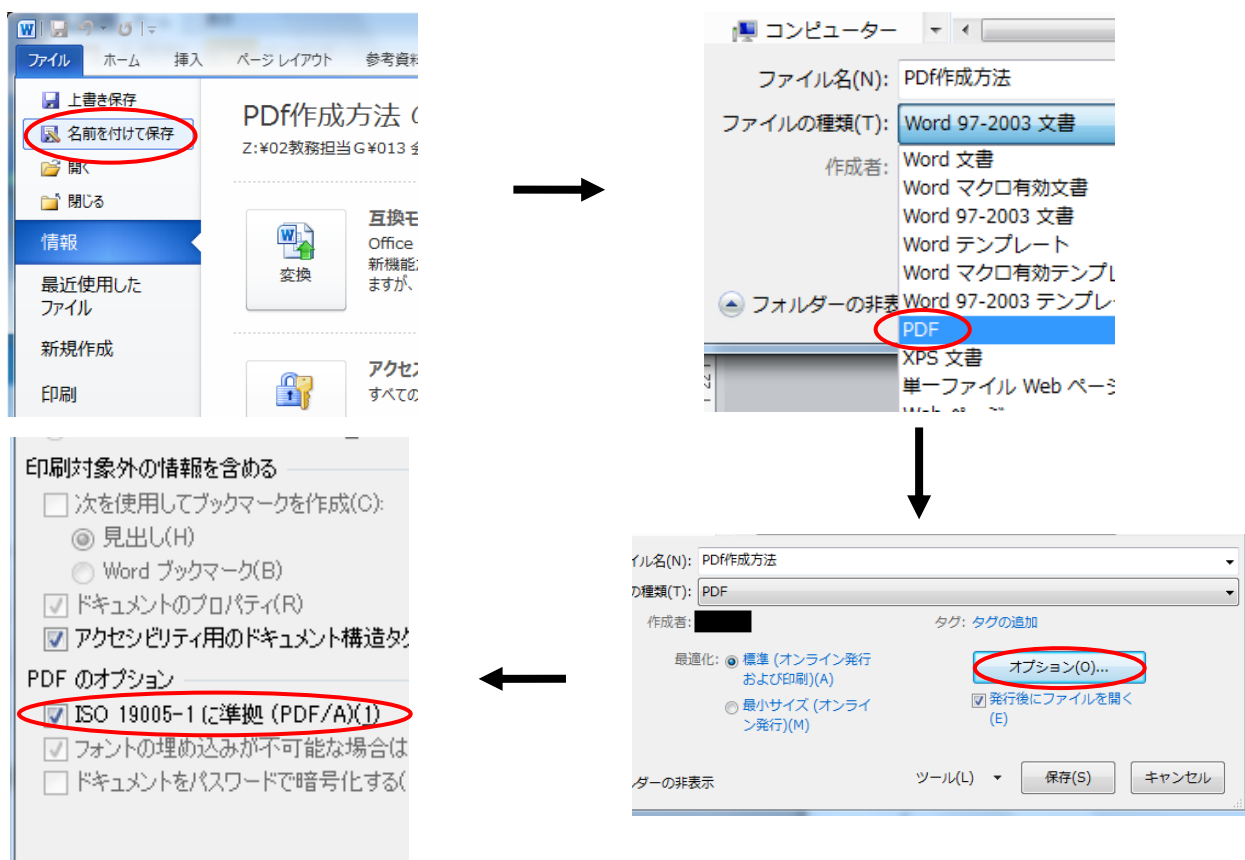 ファイル ホーム 挿入 ページ レイアウト 参考資料
上書き保存
名前を付けて保存
開く
閉じる
情報
最近使用した
ファイル
新規作成
印刷
PDf作成方法 の
Z:¥02教務担当G¥013 会
互換モ
Office
新機能
ますが、
変換
アクセス
すべての
コンピューター
ファイル名(N): PDf作成方法
ファイルの種類(T): Word 97-2003 文書
作成者:
Word 文書
Word マクロ有効文書
Word 97-2003 文書
Word テンプレート
Word マクロ有効テンプレ
Word 97-2003 テンプレー
フォルダーの非表
PDF
XPS 文書
単一ファイル Web ページ
Web ページ
イル名(N): PDf作成方法
の種類(T): PDF
作成者:
タグ: タグの追加
最適化: 標準 (オンライン発行
および印刷)(A)
最小サイズ (オンライ
ン発行)(M)
オプション(O)...
発行後にファイルを開く
(E)
ルダーの非表示
ツール(L) 保存(S) キャンセル
印刷対象外の情報を含める
次を使用してブックマークを作成(C):
見出し(H)
Word ブックマーク(B)
ドキュメントのプロパティ(R)
アクセシビリティ用のドキュメント構造タグ
PDF のオプション
ISO 19005-1 に準拠 (PDF/A)(1)
フォントの埋め込みが不可能な場合は
ドキュメントをパスワードで暗号化する(